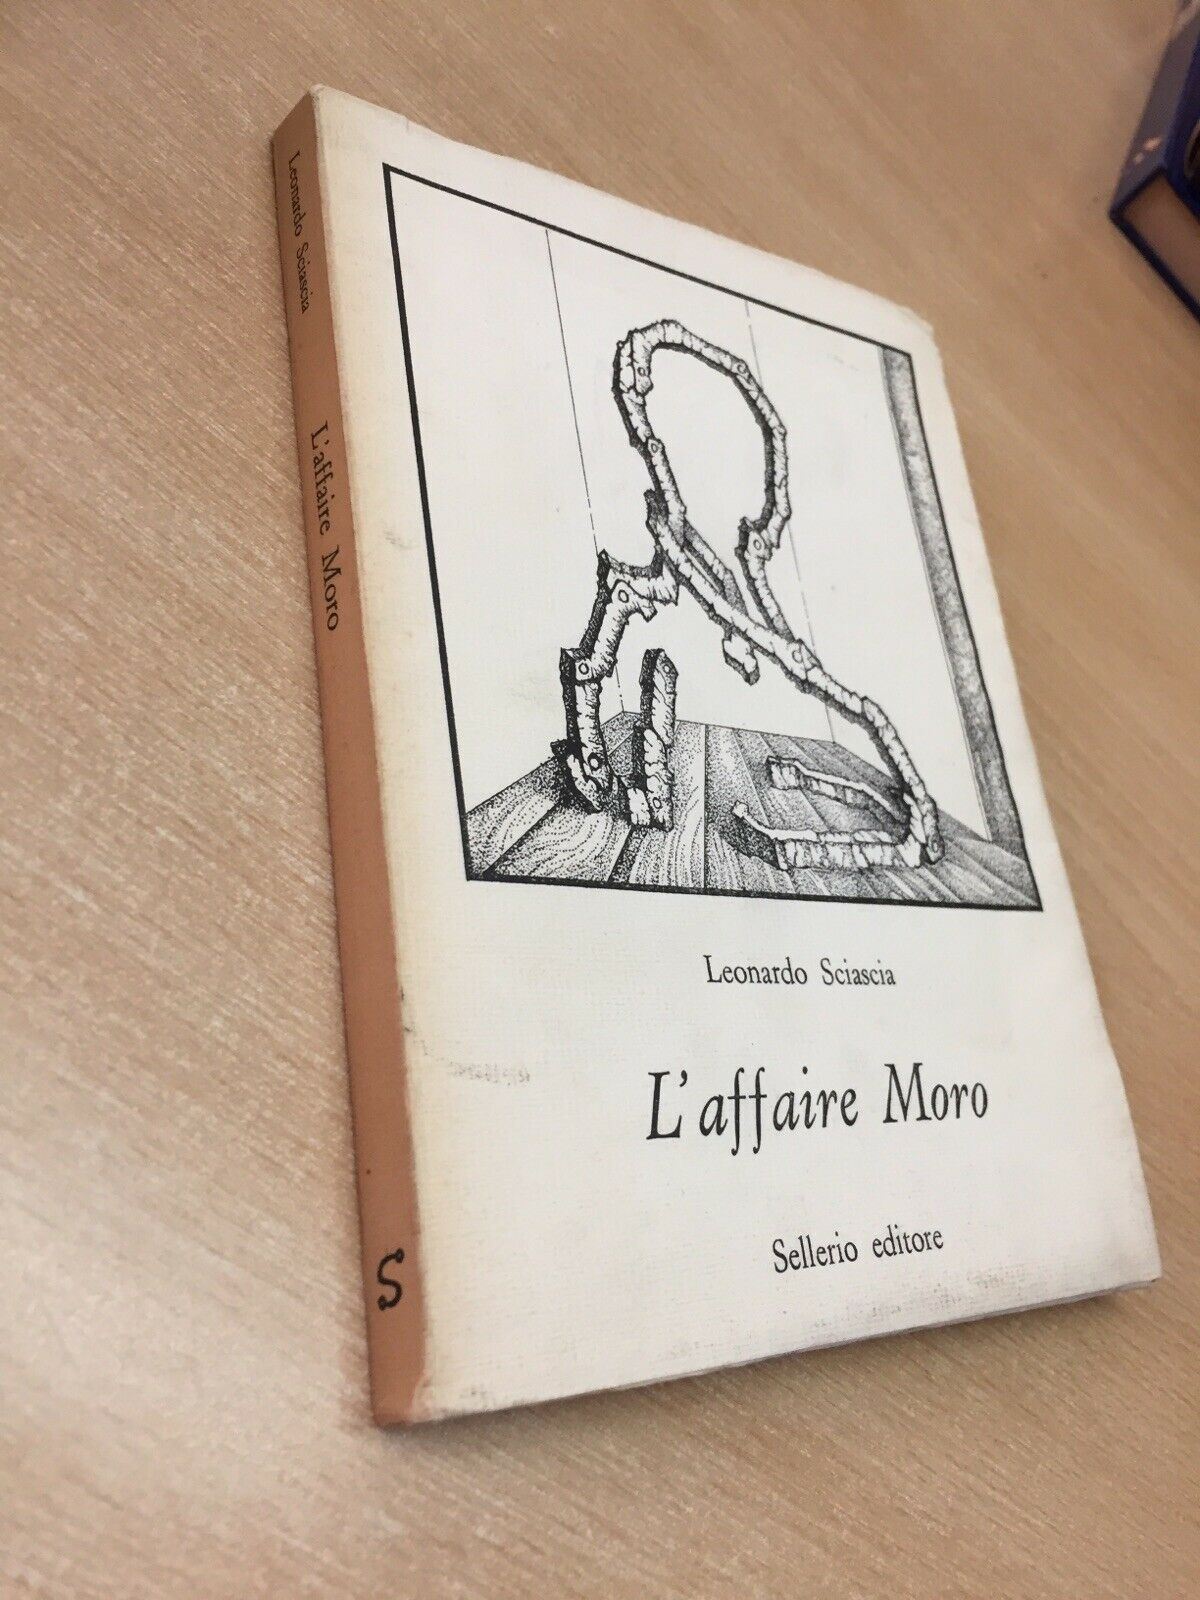 Leonardo Sciascia
L'affaire Moro
S
Leonardo Sciascia
L'affaire Moro
Sellerio editore